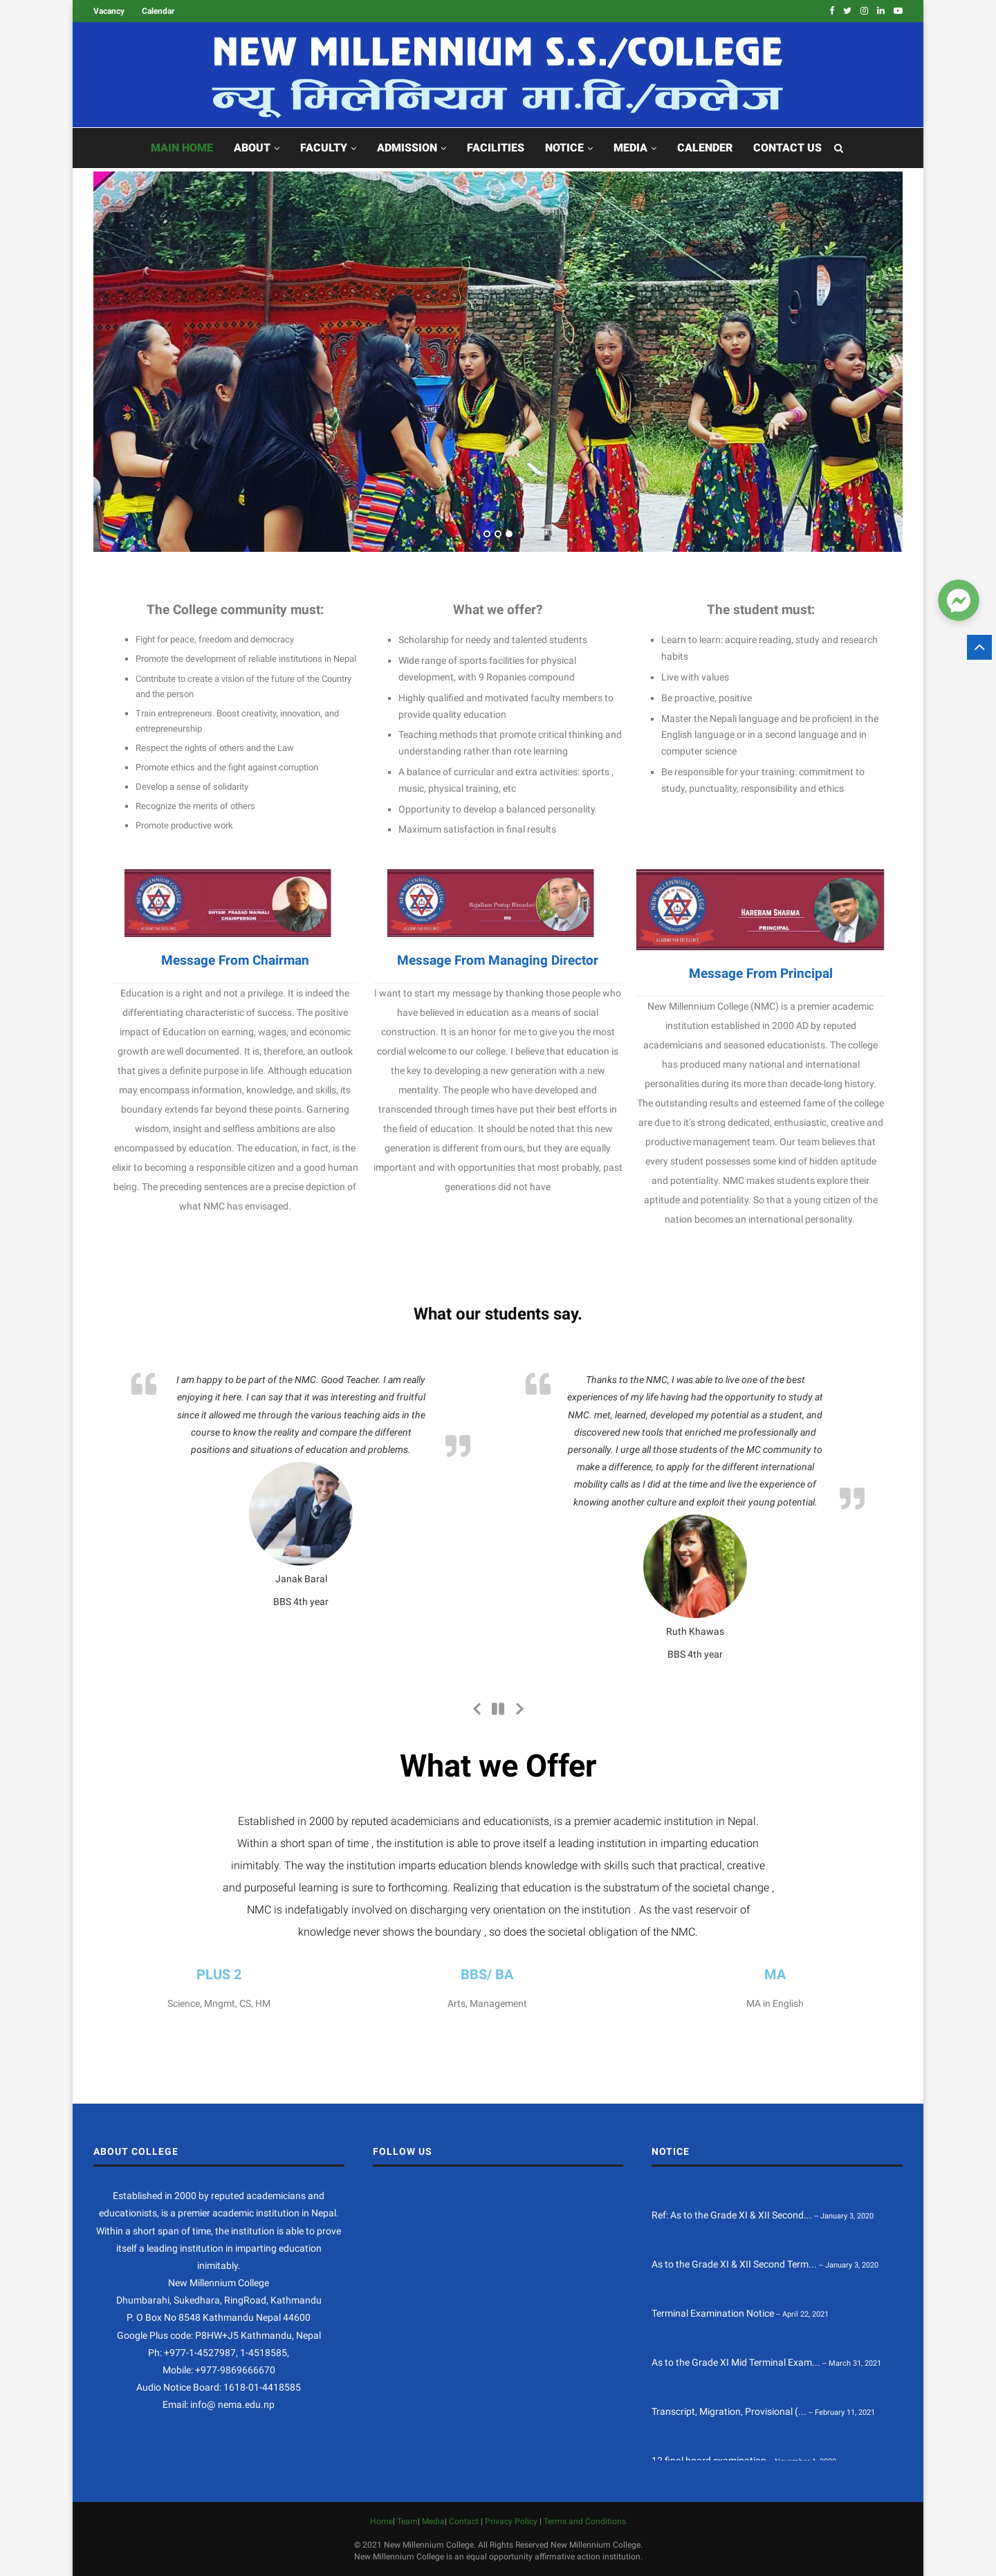 Vacancy Calendar
NEW MILLENNIUM S.S./COLLEGE
न्यू मिलेनियम मा.वि./कलेज
MAIN HOME ABOUT FACULTY ADMISSION FACILITIES NOTICE MEDIA CALENDER CONTACT US
The College community must:
Fight for peace, freedom and democracy
Promote the development of reliable institutions in Nepal
Contribute to create a vision of the future of the Country
and the person
Train entrepreneurs. Boost creativity, innovation, and
entrepreneurship
Respect the rights of others and the Law
Promote ethics and the fight against corruption
Develop a sense of solidarity
Recognize the merits of others
Promote productive work
What we offer?
Scholarship for needy and talented students
Wide range of sports facilities for physical
development, with 9 Ropanies compound
Highly qualified and motivated faculty members to
provide quality education
Teaching methods that promote critical thinking and
understanding rather than rote learning
A balance of curricular and extra activities: sports ,
music, physical training, etc
Opportunity to develop a balanced personality
Maximum satisfaction in final results
The student must:
Learn to learn: acquire reading, study and research
habits
Live with values
Be proactive, positive
Master the Nepali language and be proficient in the
English language or in a second language and in
computer science
Be responsible for your training: commitment to
study, punctuality, responsibility and ethics
NEW MILLENNIUM COLLEGE
SHYAM PRASAD MAINALI
CHAIRPERSON
ACADEMY FOR EXCELLENCE
Message From Chairman
Education is a right and not a privilege. It is indeed the
differentiating characteristic of success. The positive
impact of Education on earning, wages, and economic
growth are well documented. It is, therefore, an outlook
that gives a definite purpose in life. Although education
may encompass information, knowledge, and skills, its
boundary extends far beyond these points. Garnering
wisdom, insight and selfless ambitions are also
encompassed by education. The education, in fact, is the
elixir to becoming a responsible citizen and a good human
being. The preceding sentences are a precise depiction of
what NMC has envisaged.
NEW MILLENNIUM COLLEGE
Rajallass Pratap Bhandari
MD
ACADEMY FOR EXCELLENCE
Message From Managing Director
I want to start my message by thanking those people who
have believed in education as a means of social
construction. It is an honor for me to give you the most
cordial welcome to our college. I believe that education is
the key to developing a new generation with a new
mentality. The people who have developed and
transcended through times have put their best efforts in
the field of education. It should be noted that this new
generation is different from ours, but they are equally
important and with opportunities that most probably, past
generations did not have
NEW MILLENNIUM COLLEGE
HARERAM SHARMA
PRINCIPAL
ACADEMY FOR EXCELLENCE
Message From Principal
New Millennium College (NMC) is a premier academic
institution established in 2000 AD by reputed
academicians and seasoned educationists. The college
has produced many national and international
personalities during its more than decade-long history.
The outstanding results and esteemed fame of the college
are due to it's strong dedicated, enthusiastic, creative and
productive management team. Our team believes that
every student possesses some kind of hidden aptitude
and potentiality. NMC makes students explore their
aptitude and potentiality. So that a young citizen of the
nation becomes an international personality.
What our students say.
I am happy to be part of the NMC. Good Teacher. I am really
enjoying it here. I can say that it was interesting and fruitful
since it allowed me through the various teaching aids in the
course to know the reality and compare the different
positions and situations of education and problems.
Janak Baral
BBS 4th year
Thanks to the NMC, I was able to live one of the best
experiences of my life having had the opportunity to study at
NMC. met, learned, developed my potential as a student, and
discovered new tools that enriched me professionally and
personally. I urge all those students of the MC community to
make a difference, to apply for the different international
mobility calls as I did at the time and live the experience of
knowing another culture and exploit their young potential.
Ruth Khawas
BBS 4th year
What we Offer
Established in 2000 by reputed academicians and educationists, is a premier academic institution in Nepal.
Within a short span of time , the institution is able to prove itself a leading institution in imparting education
inimitably. The way the institution imparts education blends knowledge with skills such that practical, creative
and purposeful learning is sure to forthcoming. Realizing that education is the substratum of the societal change ,
NMC is indefatigably involved on discharging very orientation on the institution . As the vast reservoir of
knowledge never shows the boundary , so does the societal obligation of the NMC.
PLUS 2
Science, Mngmt, CS, HM
BBS/ BA
Arts, Management
MA
MA in English
ABOUT COLLEGE
Established in 2000 by reputed academicians and
educationists, is a premier academic institution in Nepal.
Within a short span of time, the institution is able to prove
itself a leading institution in imparting education
inimitably.
New Millennium College
Dhumbarahi, Sukedhara, RingRoad, Kathmandu
P. O Box No 8548 Kathmandu Nepal 44600
Google Plus code: P8HW+J5 Kathmandu, Nepal
Ph: +977-1-4527987, 1-4518585,
Mobile: +977-9869666670
Audio Notice Board: 1618-01-4418585
Email: info@ nema.edu.np
FOLLOW US
NOTICE
Ref: As to the Grade XI & XII Second... – January 3, 2020
As to the Grade XI & XII Second Term... – January 3, 2020
Terminal Examination Notice – April 22, 2021
As to the Grade XI Mid Terminal Exam... – March 31, 2021
Transcript, Migration, Provisional (... – February 11, 2021
12 final board examination – November 1, 2020
Home| Team| Media| Contact | Privacy Policy | Terms and Conditions
© 2021 New Millennium College. All Rights Reserved New Millennium College.
New Millennium College is an equal opportunity affirmative action institution.